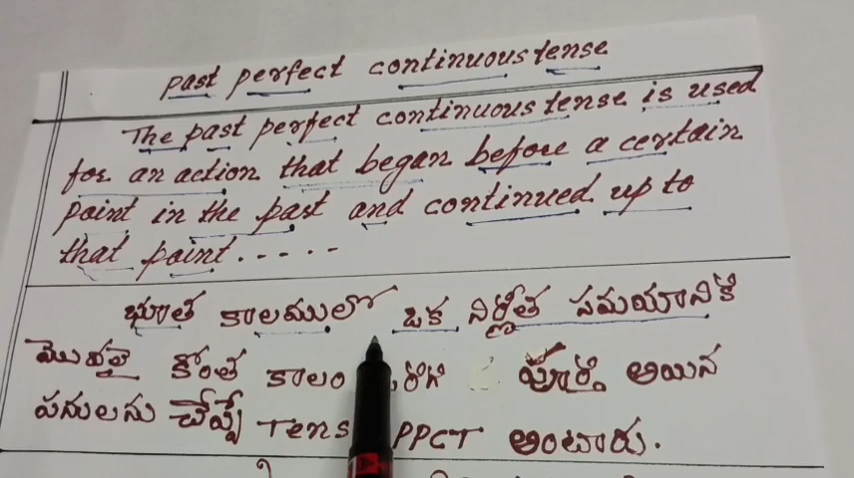 past perfect continuous tense
The past perfect continuous tense is used
for an action that began before a certain
point in the past and continued up to
that point.....
భూత కాలములో ఒక నిర్ణీత సమయానికి
మొదలై కొంత కాలం పూర్తి అయిన
పనులను చేప్పే PPCT అంటారు.